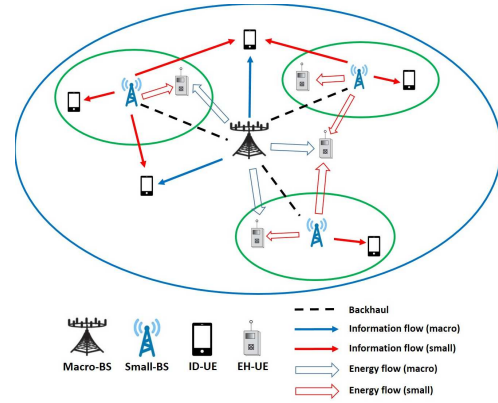 Backhaul
Information flow (macro)
Information flow (small)
Energy flow (macro)
Energy flow (small)
Macro-BS
Small-BS
ID-UE
EH-UE